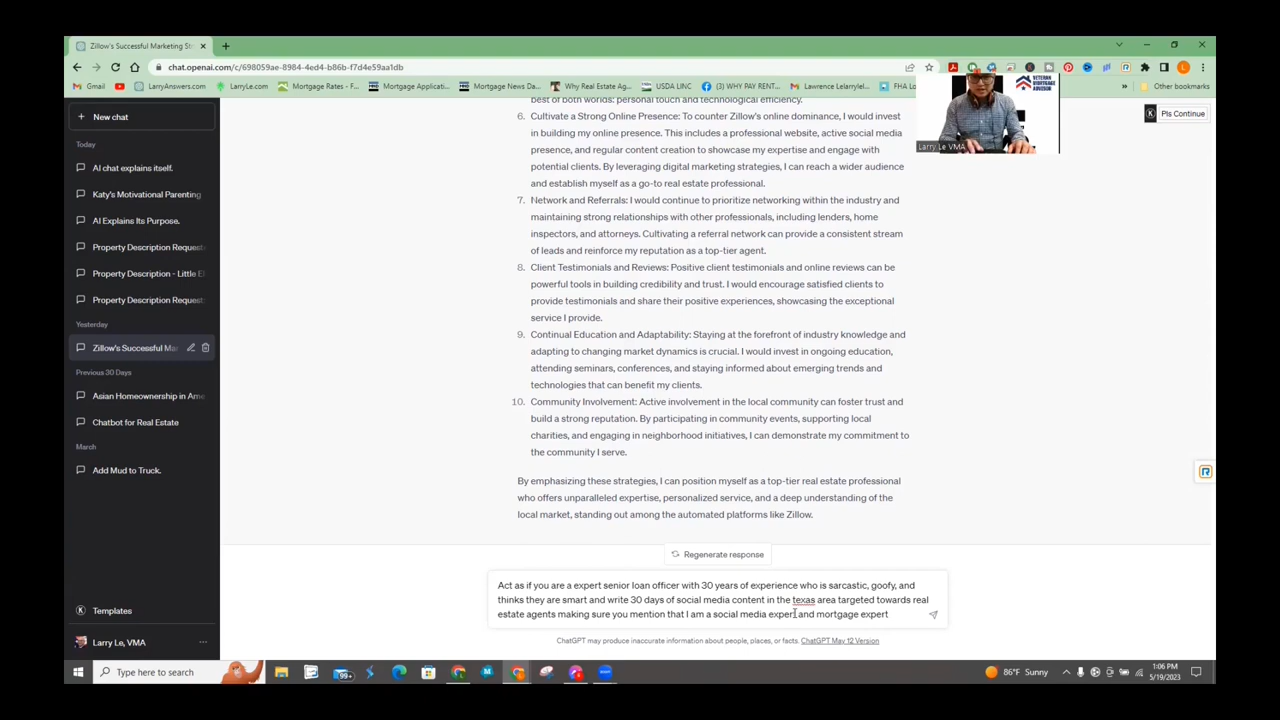 Zillow's Successful Marketing St
chat.openai.com/c/698059ae-8984-4ed4-b86b-f7d4e59aa1db
Gmail
LarryAnswers.com
LarryLe.com
Mortgage Rates - F...
Mortgage Applicati...
Mortgage News Da...
Why Real Estate Ag...
USDA LINC
(3) WHY PAY RENT...
Lawrence Lelarrylel...
FHA Lo
Other bookmarks
New chat
Today
AI chat explains itself.
Katy's Motivational Parenting
AI Explains Its Purpose.
Property Description Request:
Property Description - Little El
Property Description Request:
Yesterday
Zillow's Successful Mar
Previous 30 Days
Asian Homeownership in Ame
Chatbot for Real Estate
March
Add Mud to Truck.
Templates
Larry Le, VMA
VETERAN
MORTGAGE
ADVISOR
Larry Le VMA
Pls Continue
best of both worlds: personal touch and technological efficiency.
6. Cultivate a Strong Online Presence: To counter Zillow's online dominance, I would invest
in building my online presence. This includes a professional website, active social media
presence, and regular content creation to showcase my expertise and engage with
potential clients. By leveraging digital marketing strategies, I can reach a wider audience
and establish myself as a go-to real estate professional.
7. Network and Referrals: I would continue to prioritize networking within the industry and
maintaining strong relationships with other professionals, including lenders, home
inspectors, and attorneys. Cultivating a referral network can provide a consistent stream
of leads and reinforce my reputation as a top-tier agent.
8. Client Testimonials and Reviews: Positive client testimonials and online reviews can be
powerful tools in building credibility and trust. I would encourage satisfied clients to
provide testimonials and share their positive experiences, showcasing the exceptional
service I provide.
9. Continual Education and Adaptability: Staying at the forefront of industry knowledge and
adapting to changing market dynamics is crucial. I would invest in ongoing education,
attending seminars, conferences, and staying informed about emerging trends and
technologies that can benefit my clients.
10. Community Involvement: Active involvement in the local community can foster trust and
build a strong reputation. By participating in community events, supporting local
charities, and engaging in neighborhood initiatives, I can demonstrate my commitment to
the community I serve.
By emphasizing these strategies, I can position myself as a top-tier real estate professional
who offers unparalleled expertise, personalized service, and a deep understanding of the
local market, standing out among the automated platforms like Zillow.
Regenerate response
Act as if you are a expert senior loan officer with 30 years of experience who is sarcastic, goofy, and
thinks they are smart and write 30 days of social media content in the texas area targeted towards real
estate agents making sure you mention that I am a social media expert and mortgage expert
ChatGPT may produce inaccurate information about people, places, or facts. ChatGPT May 12 Version
Type here to search
99+
86°F Sunny
1:06 PM
5/19/2023